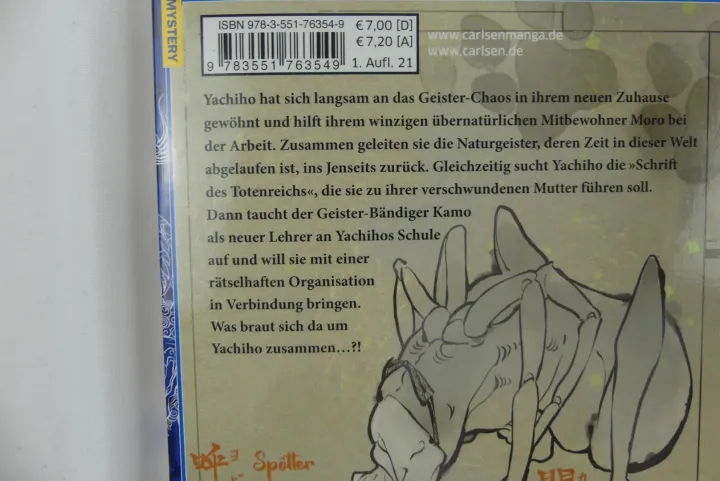 MYSTERY
ISBN 978-3-551-76354-9
€ 7,00 [D]
€ 7,20 [A]
9 783551 763549
1. Aufl. 21
www.carlsenmanga.de
www.carlsen.de
Yachiho hat sich langsam an das Geister-Chaos in ihrem neuen Zuhause
gewöhnt und hilft ihrem winzigen übernatürlichen Mitbewohner Moro bei
der Arbeit. Zusammen geleiten sie die Naturgeister, deren Zeit in dieser Welt
abgelaufen ist, ins Jenseits zurück. Gleichzeitig sucht Yachiho die »Schrift
des Totenreichs«, die sie zu ihrer verschwundenen Mutter führen soll.
Dann taucht der Geister-Bändiger Kamo
als neuer Lehrer an Yachihos Schule
auf und will sie mit einer
rätselhaften Organisation
in Verbindung bringen.
Was braut sich da um
Yachiho zusammen…?!
Spötter